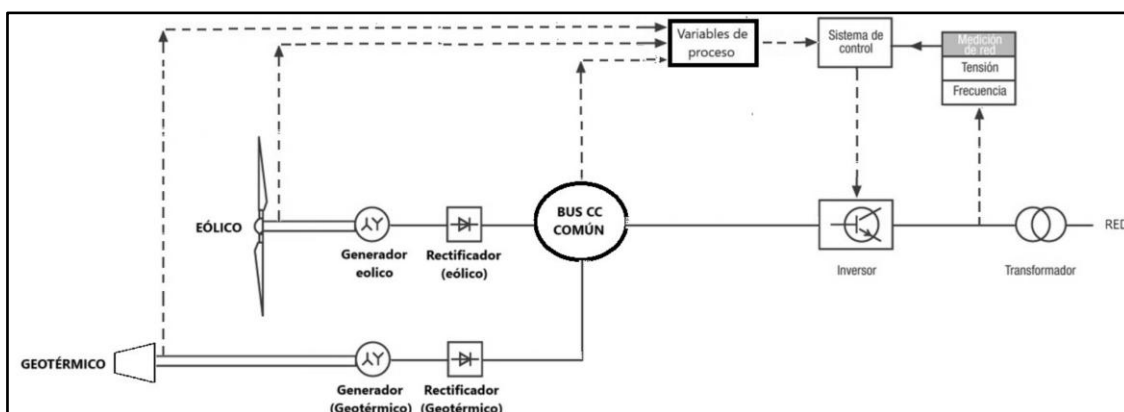 Variables de
proceso
Sistema de
control
Medición
de red
Tensión
Frecuencia
EÓLICO
BUS CC
COMÚN
RED
Generador
eolico
Rectificador
(eólico)
Inversor
Transformador
GEOTÉRMICO
Generador
(Geotérmico)
Rectificador
(Geotérmico)